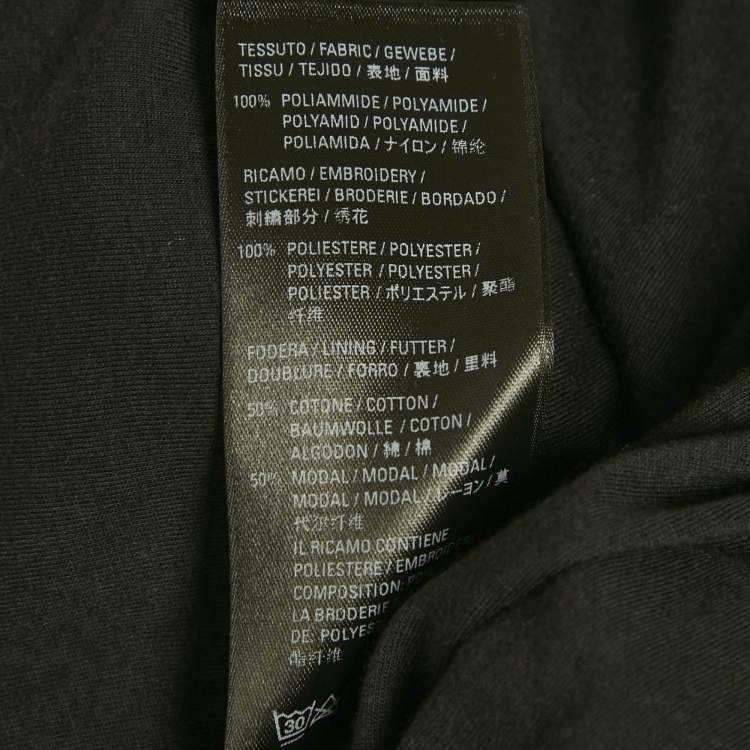 TESSUTO / FABRIC / GEWEBE /
TISSU / TEJIDO / 表地 / 面料
100% POLIAMMIDE / POLYAMIDE /
POLYAMID / POLYAMIDE /
POLIAMIDA / ナイロン / 锦纶
RICAMO / EMBROIDERY /
STICKEREI / BRODERIE / BORDADO /
刺繍部分 / 绣花
100% POLIESTERE / POLYESTER /
POLYESTER / POLYESTER /
POLIESTER / ポリエステル / 聚酯
纤维
FODERA / LINING / FUTTER /
DOUBLURE / FORRO / 裏地 / 里料
50% COTONE / COTTON /
BAUMWOLLE / COTON /
ALGODON / 綿 / 棉
50% MODAL / MODAL / MODAL /
MODAL / MODAL / レーヨン / 莫
代尔纤维
IL RICAMO CONTIENE
POLIESTERE /
COMPOSITION:
LA BRODERIE
DE:
酯纤维
30